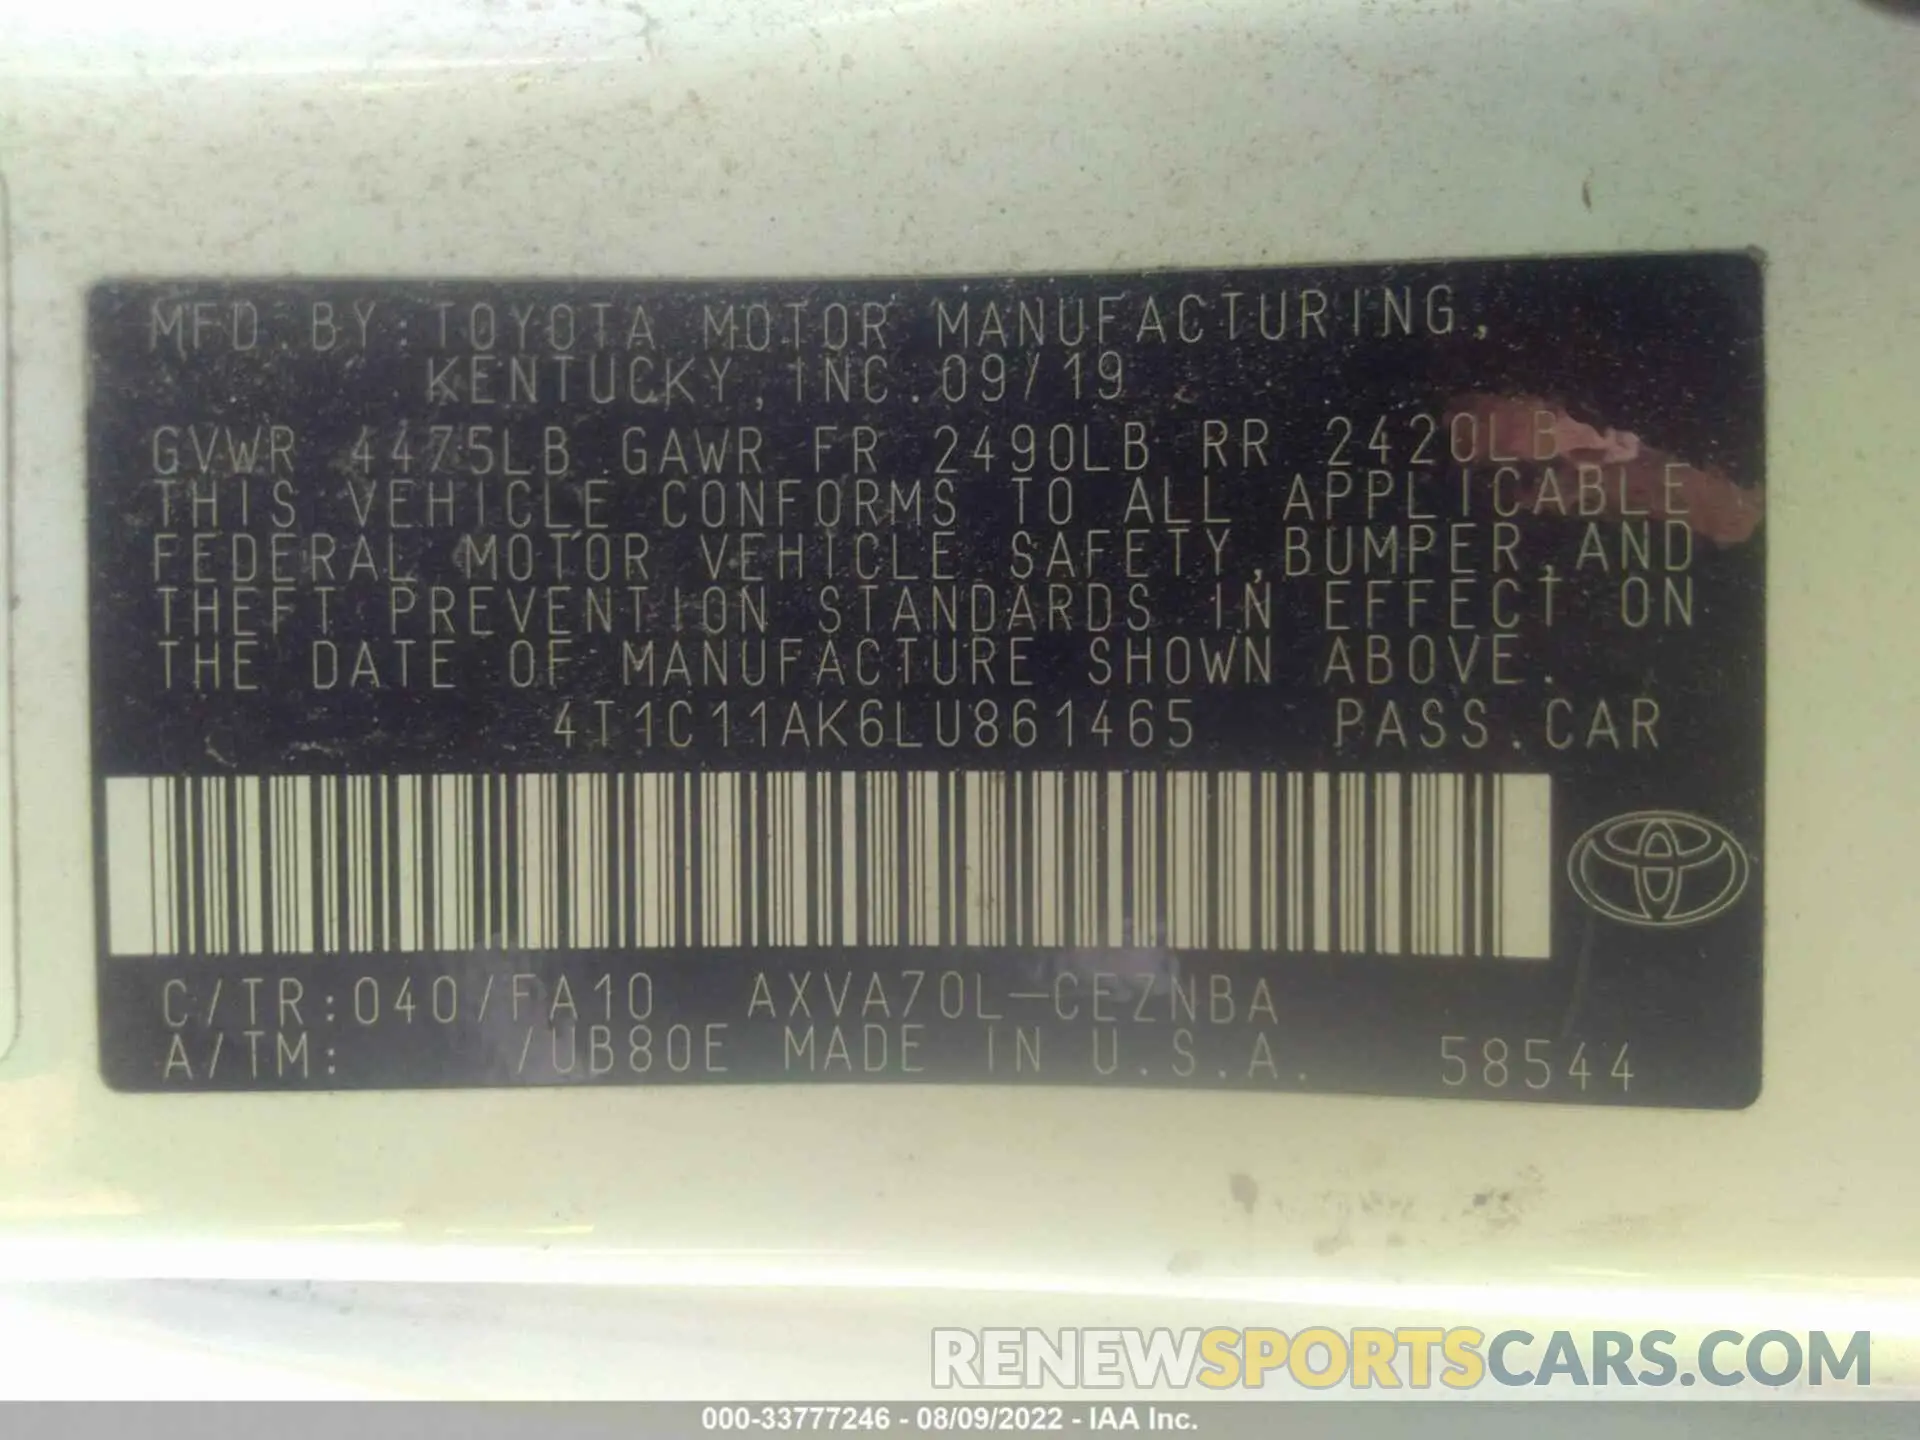 MFD.BY:TOYOTA MOTOR MANUFACTURING,
KENTUCKY,INC.09/19
GVWR 4475LB GAWR FR 2490LB RR 2420LB
THIS VEHICLE CONFORMS TO ALL APPLICABLE
FEDERAL MOTOR VEHICLE SAFETY,BUMPER,AND
THEFT PREVENTION STANDARDS IN EFFECT ON
THE DATE OF MANUFACTURE SHOWN ABOVE.
4T1C11AK6LU861465 PASS.CAR
C/TR:040/FA10 AXVA70L-CEZNBA
A/TM: /UB80E MADE IN U.S.A. 58544
RENEWSPORTSCARS.COM
000-33777246 - 08/09/2022 - IAA Inc.